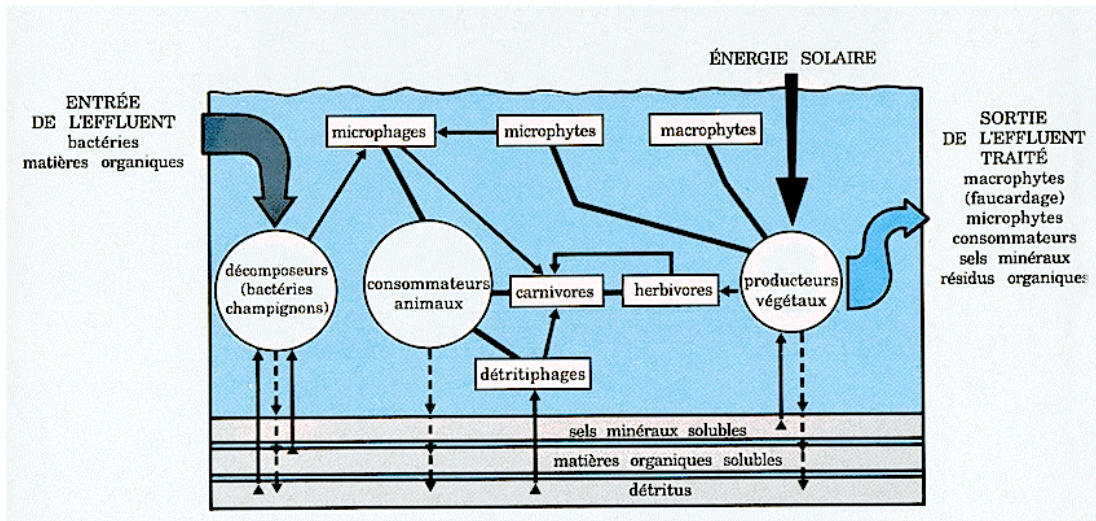 ÉNERGIE SOLAIRE
ENTRÉE
DE L'EFFLUENT
bactéries
matières organiques
microphages
microphytes
macrophytes
SORTIE
DE L'EFFLUENT
TRAITÉ
macrophytes
(faucardage)
microphytes
consommateurs
sels minéraux
résidus organiques
décomposeurs
(bactéries
champignons)
consommateurs
animaux
carnivores
herbivores
producteurs
végétaux
détritiphages
sels minéraux solubles
matières organiques solubles
détritus